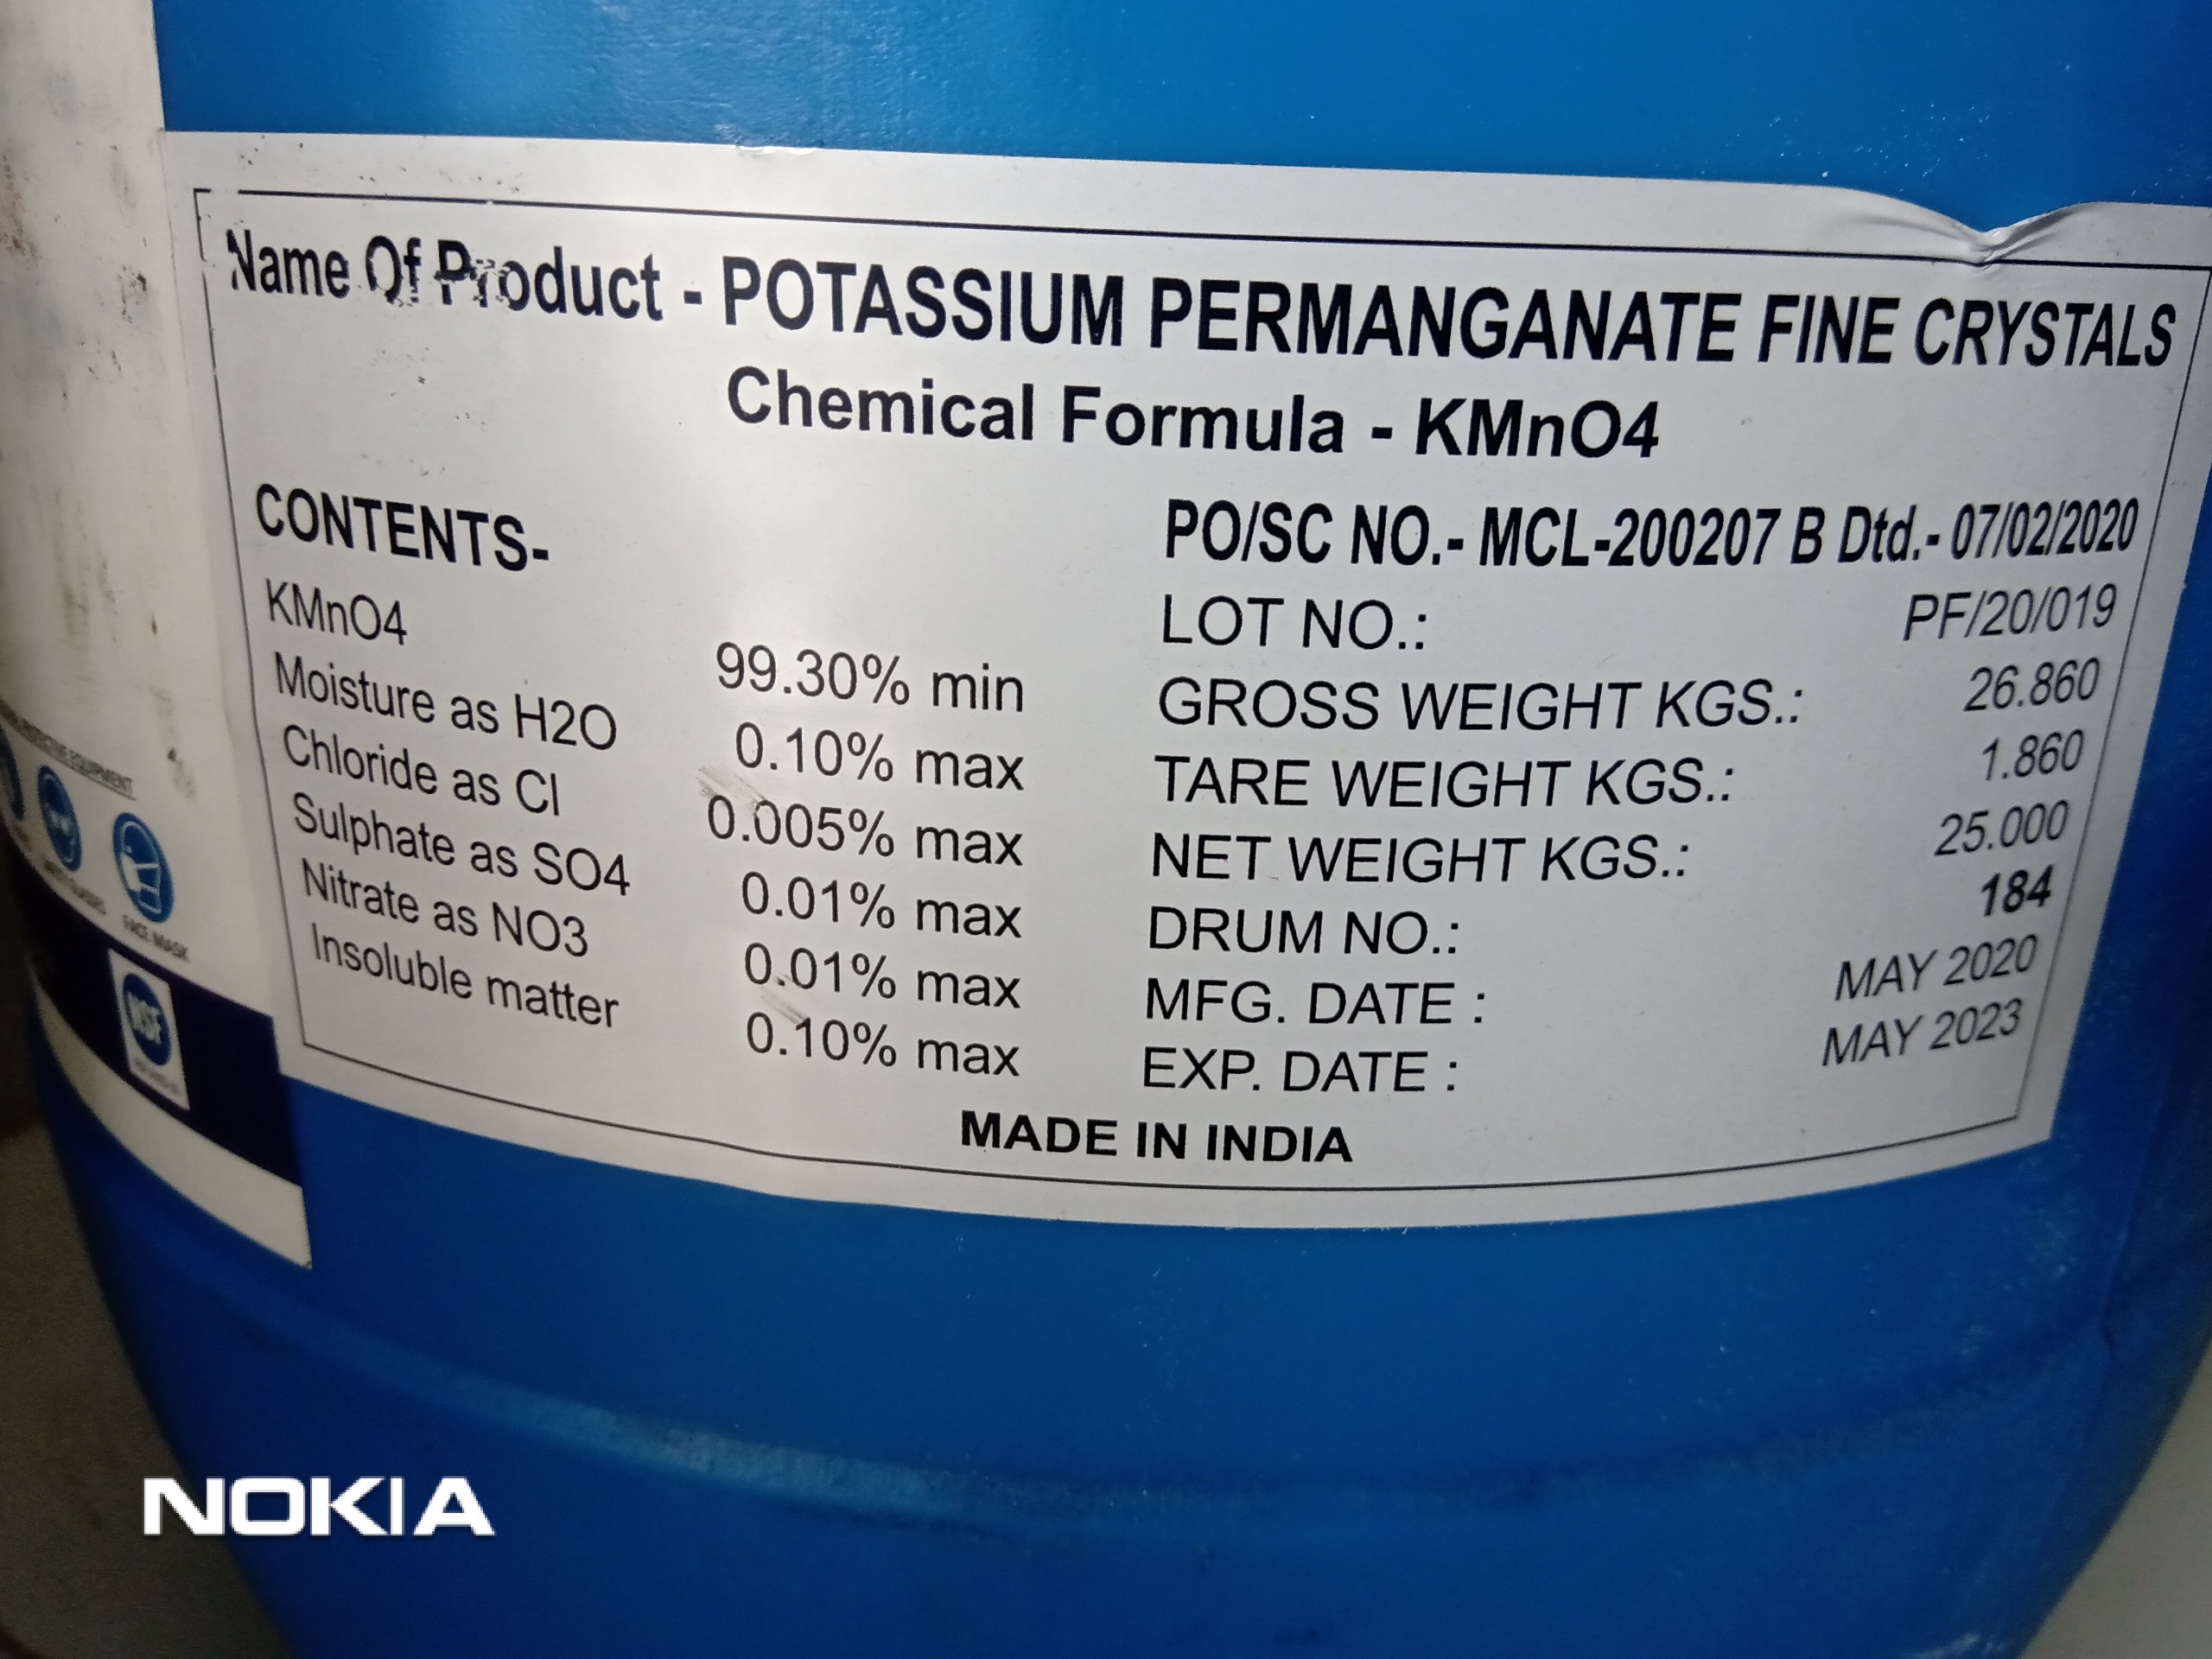 Name Of Product - POTASSIUM PERMANGANATE FINE CRYSTALS
Chemical Formula - KMnO4
CONTENTS-
KMnO4 99.30% min
Moisture as H2O 0.10% max
Chloride as Cl 0.005% max
Sulphate as SO4 0.01% max
Nitrate as NO3 0.01% max
Insoluble matter 0.10% max
PO/SC NO.- MCL-200207 B Dtd.- 07/02/2020
LOT NO.: PF/20/019
GROSS WEIGHT KGS.: 26.860
TARE WEIGHT KGS.: 1.860
NET WEIGHT KGS.: 25.000
DRUM NO.: 184
MFG. DATE : MAY 2020
EXP. DATE : MAY 2023
MADE IN INDIA
EQUIPMENT
FACE MASK
NSF
NOKIA